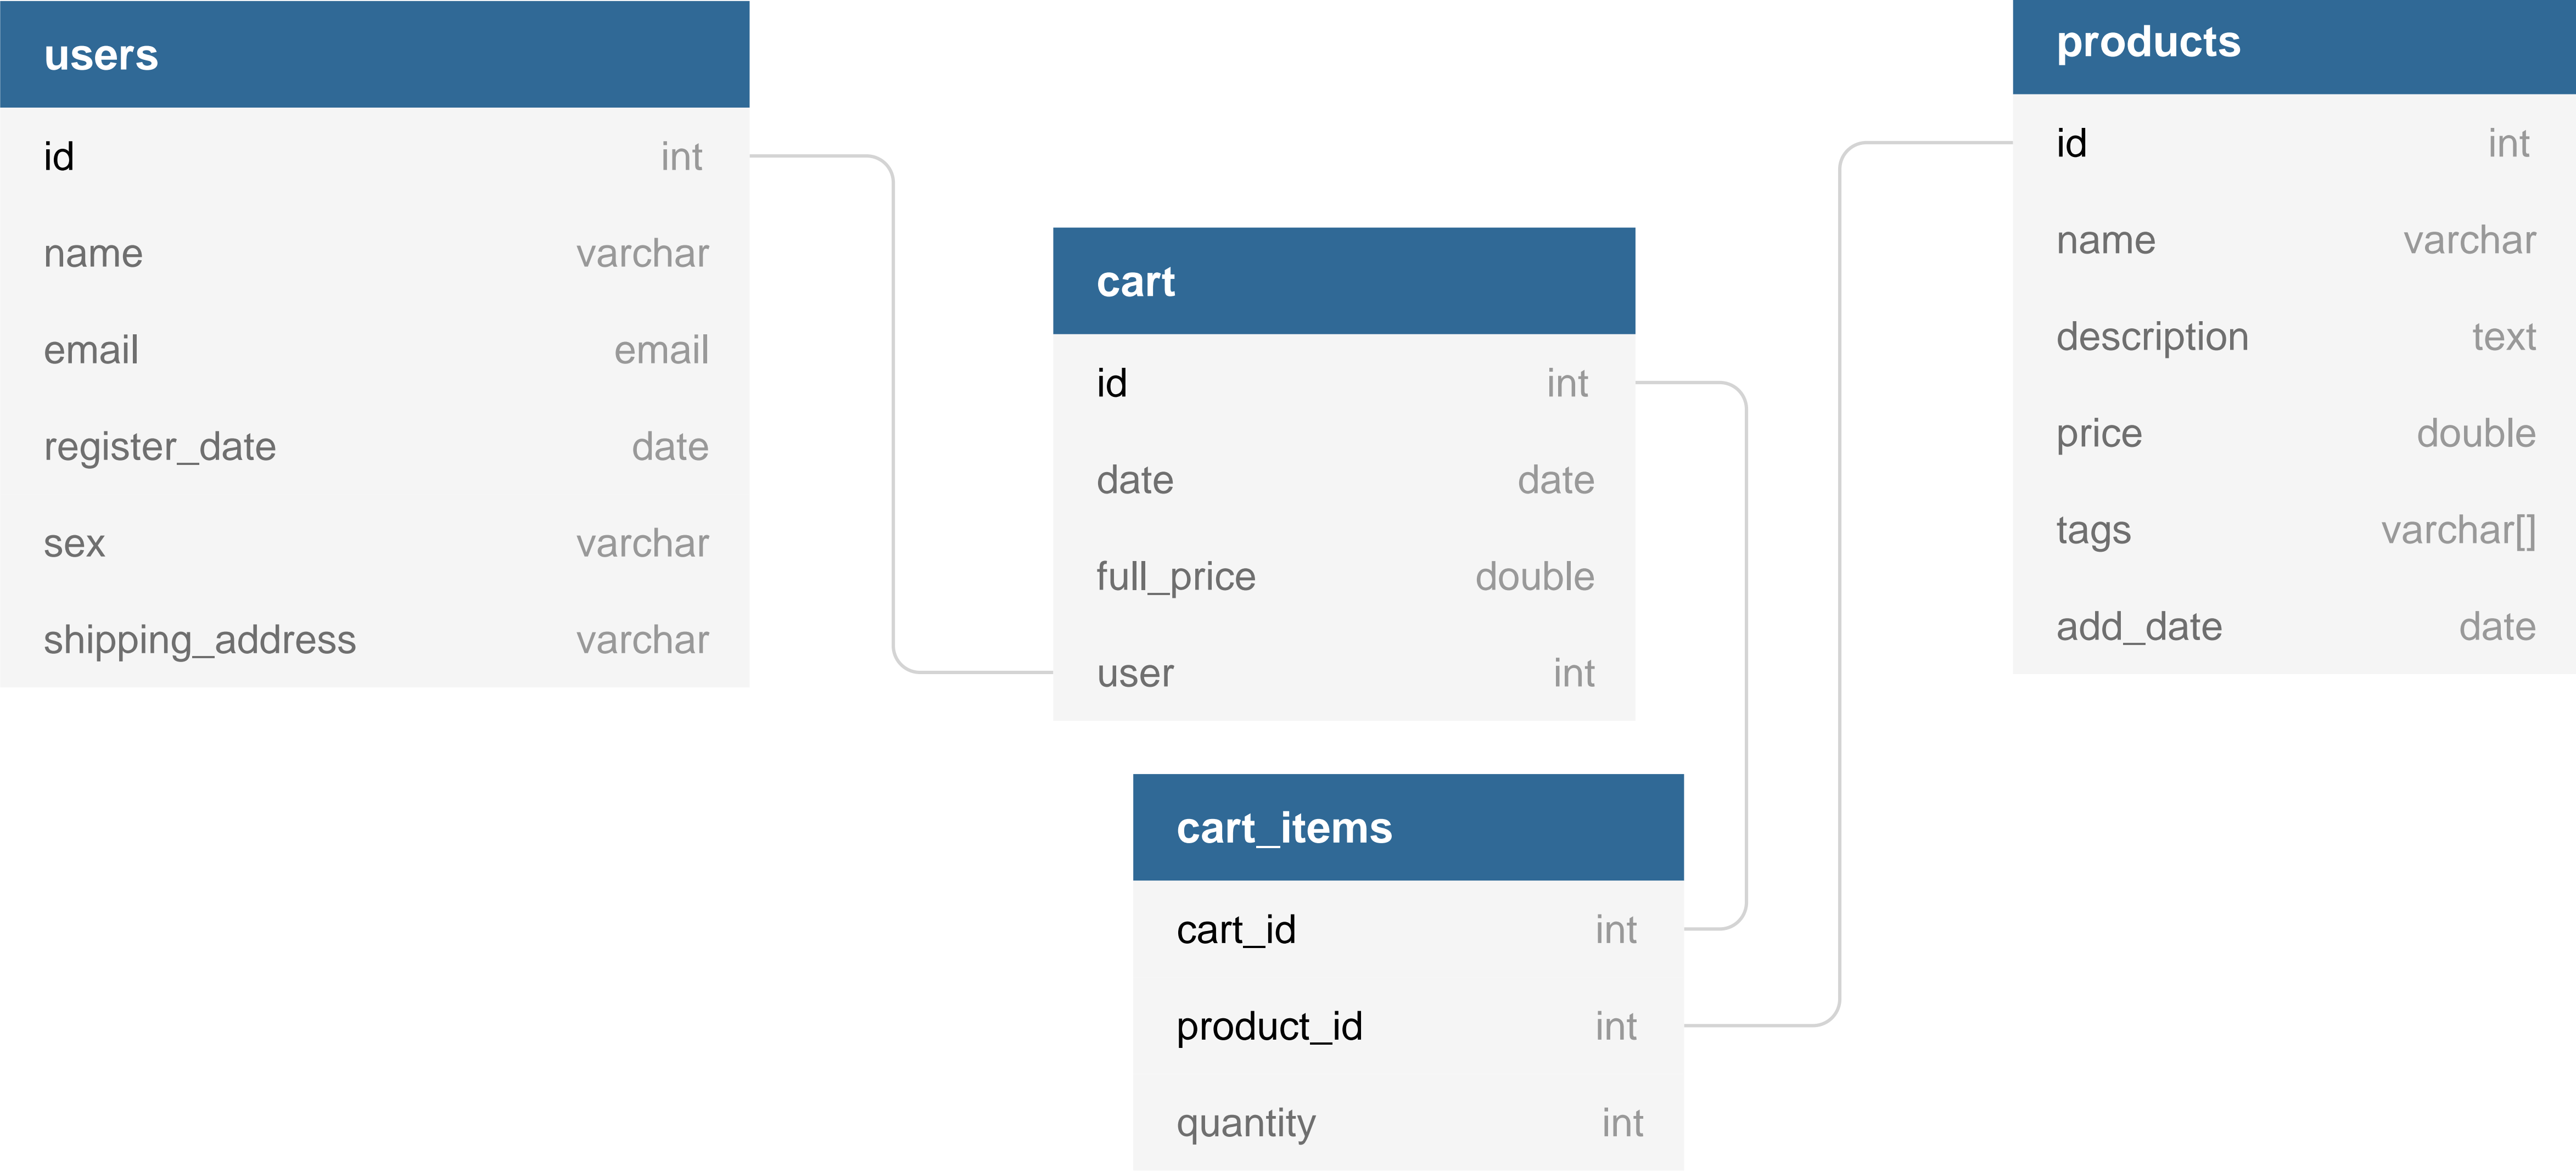 users
id int
name varchar
email email
register_date date
sex varchar
shipping_address varchar
cart
id int
date date
full_price double
user int
cart_items
cart_id int
product_id int
quantity int
products
id int
name varchar
description text
price double
tags varchar[]
add_date date